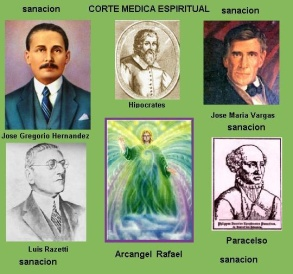 sanacion
CORTE MEDICA ESPIRITUAL
sanacion
Jose Gregorio Hernandez
Hipocrates
Jose Maria Vargas
sanacion
Luis Razetti
Arcangel Rafael
Paracelso
sanacion
sanacion